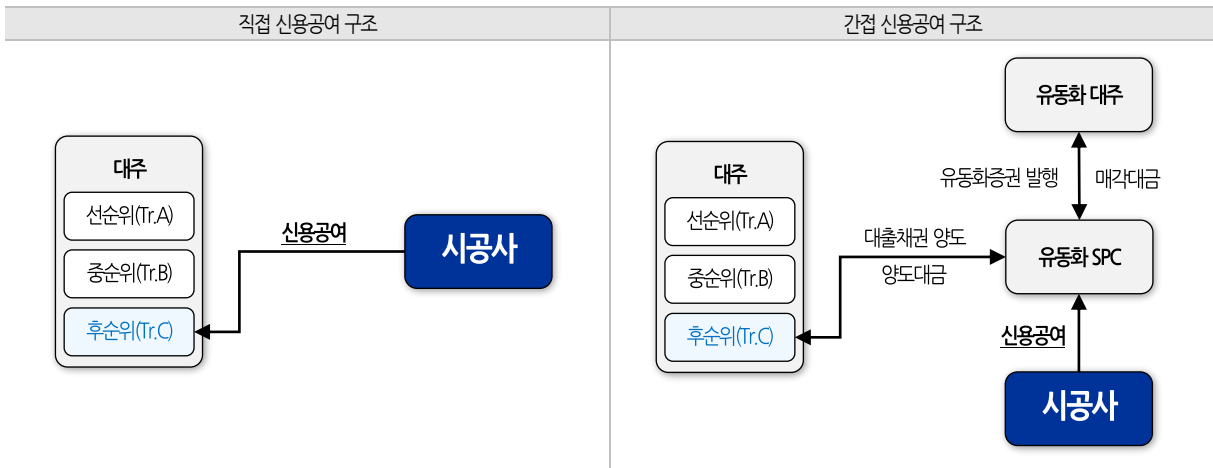 직접 신용공여 구조
간접 신용공여 구조
대주
선순위(Tr.A)
중순위(Tr.B)
후순위(Tr.C)
신용공여
시공사
유동화 대주
유동화증권 발행
매각대금
대주
선순위(Tr.A)
중순위(Tr.B)
후순위(Tr.C)
대출채권 양도
양도대금
유동화 SPC
신용공여
시공사